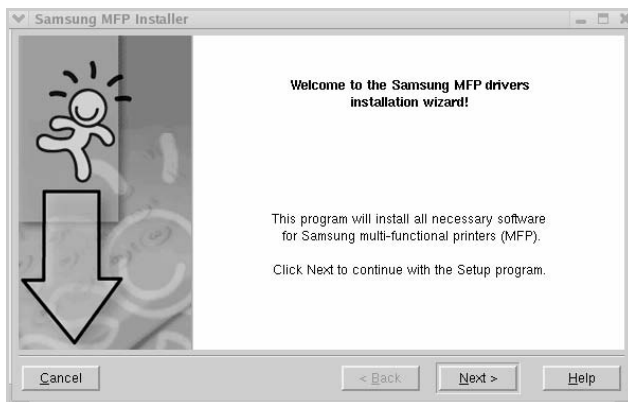 Samsung MFP Installer
Welcome to the Samsung MFP drivers
installation wizard!
This program will install all necessary software
for Samsung multi-functional printers (MFP).
Click Next to continue with the Setup program.
Cancel
< Back
Next >
Help